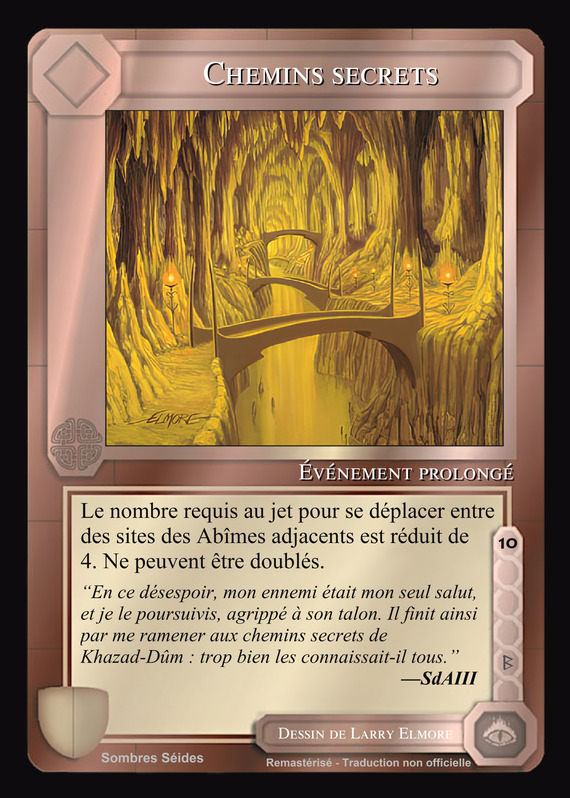 Chemins secrets
ELMORE
Événement prolongé
Le nombre requis au jet pour se déplacer entre
des sites des Abîmes adjacents est réduit de
4. Ne peuvent être doublés.
“En ce désespoir, mon ennemi était mon seul salut,
et je le poursuivis, agrippé à son talon. Il finit ainsi
par me ramener aux chemins secrets de
Khazad-Dûm : trop bien les connaissait-il tous.”
—SdAIII
10
ᛒ
Dessin de Larry Elmore
Sombres Séides
Remastérisé - Traduction non officielle